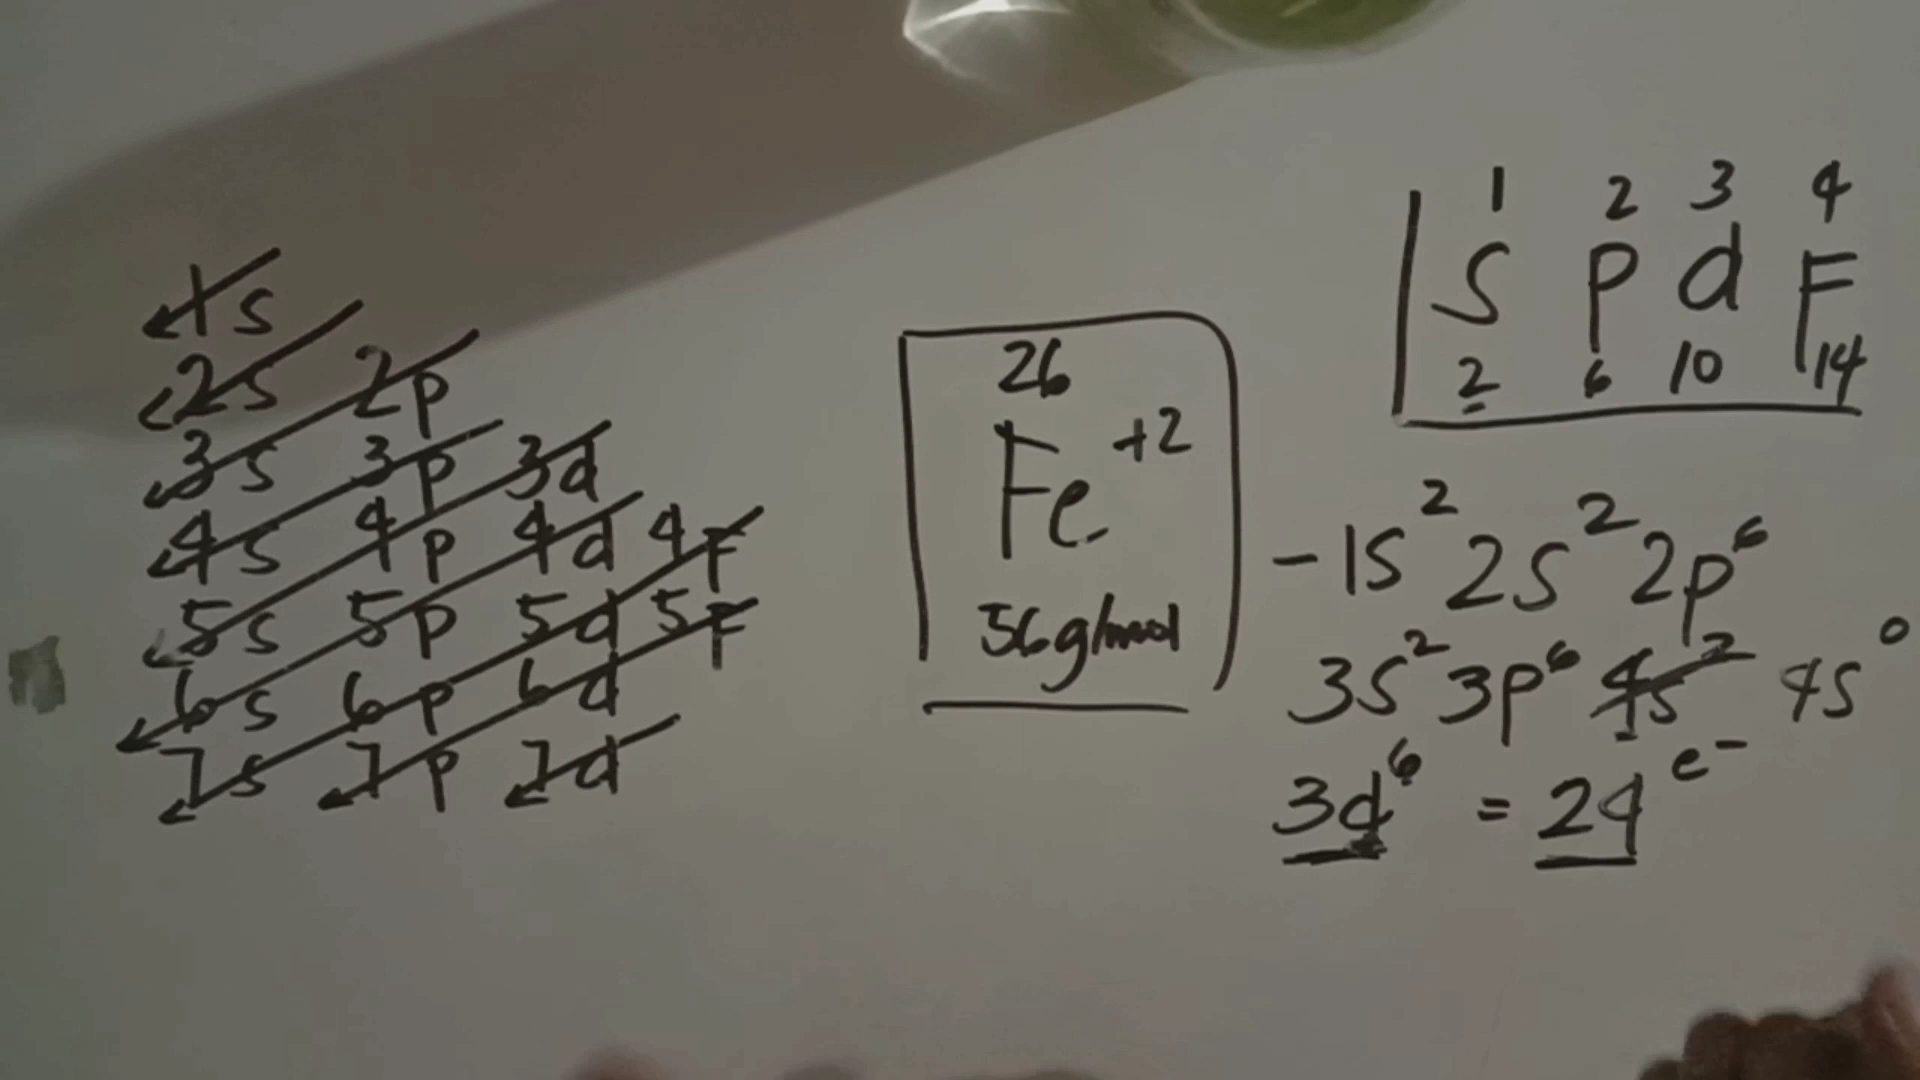 1s
2s 2p
3s 3p 3d
4s 4p 4d 4F
5s 5p 5d 5F
6s 6p 6d
7s 7p 7d
26
Fe +2
56g/mol
1 2 3 4
S P d F
2 6 10 14
- 1S² 2S² 2p⁶
3S² 3p⁶ 4s² 4s⁰
3d⁶ = 24 e⁻